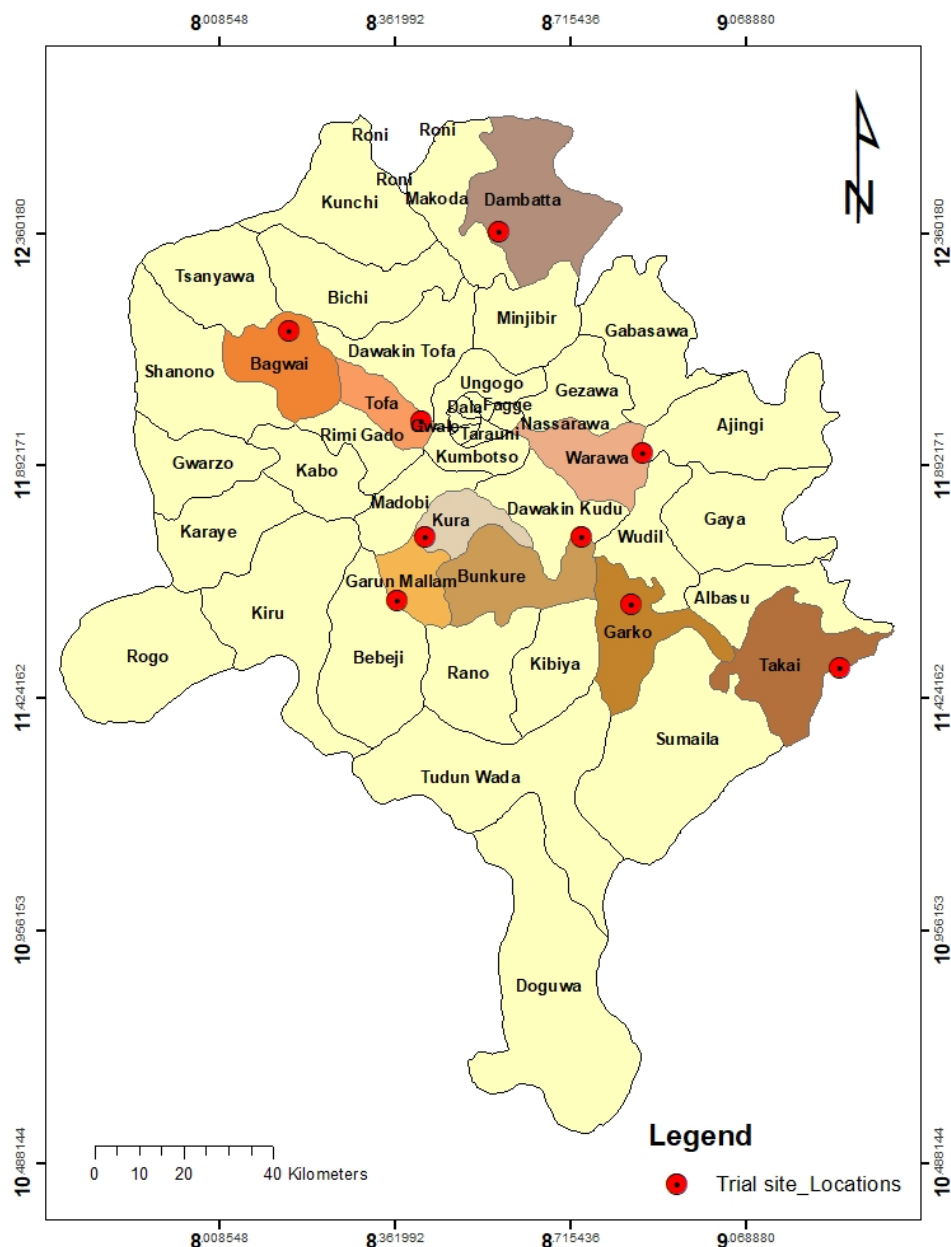 8.008548 8.361992 8.715436 9.068880
N
Roni Roni
Roni
Kunchi Makoda Dambatta
12.360180 12.360180
Tsanyawa
Bichi
Minjibir
Gabasawa
Dawakin Tofa
Bagwai
Shanono
Ungogo
Gezawa
Tofa Dala Fagge
Gwale Nassarawa Ajingi
Rimi Gado Tarauni
Kumbotso Warawa
11.892171 11.892171
Gwarzo
Kabo
Madobi Dawakin Kudu
Kura Gaya
Karaye Wudil
Garun Mallam Bunkure
Albasu
Kiru
Garko
Rogo Bebeji Kibiya Takai
Rano
11.424162 11.424162
Sumaila
Tudun Wada
10.956153 10.956153
Doguwa
Legend
10.488144 10.488144
0 10 20 40 Kilometers
Trial site_Locations
8.008548 8.361992 8.715436 9.068880